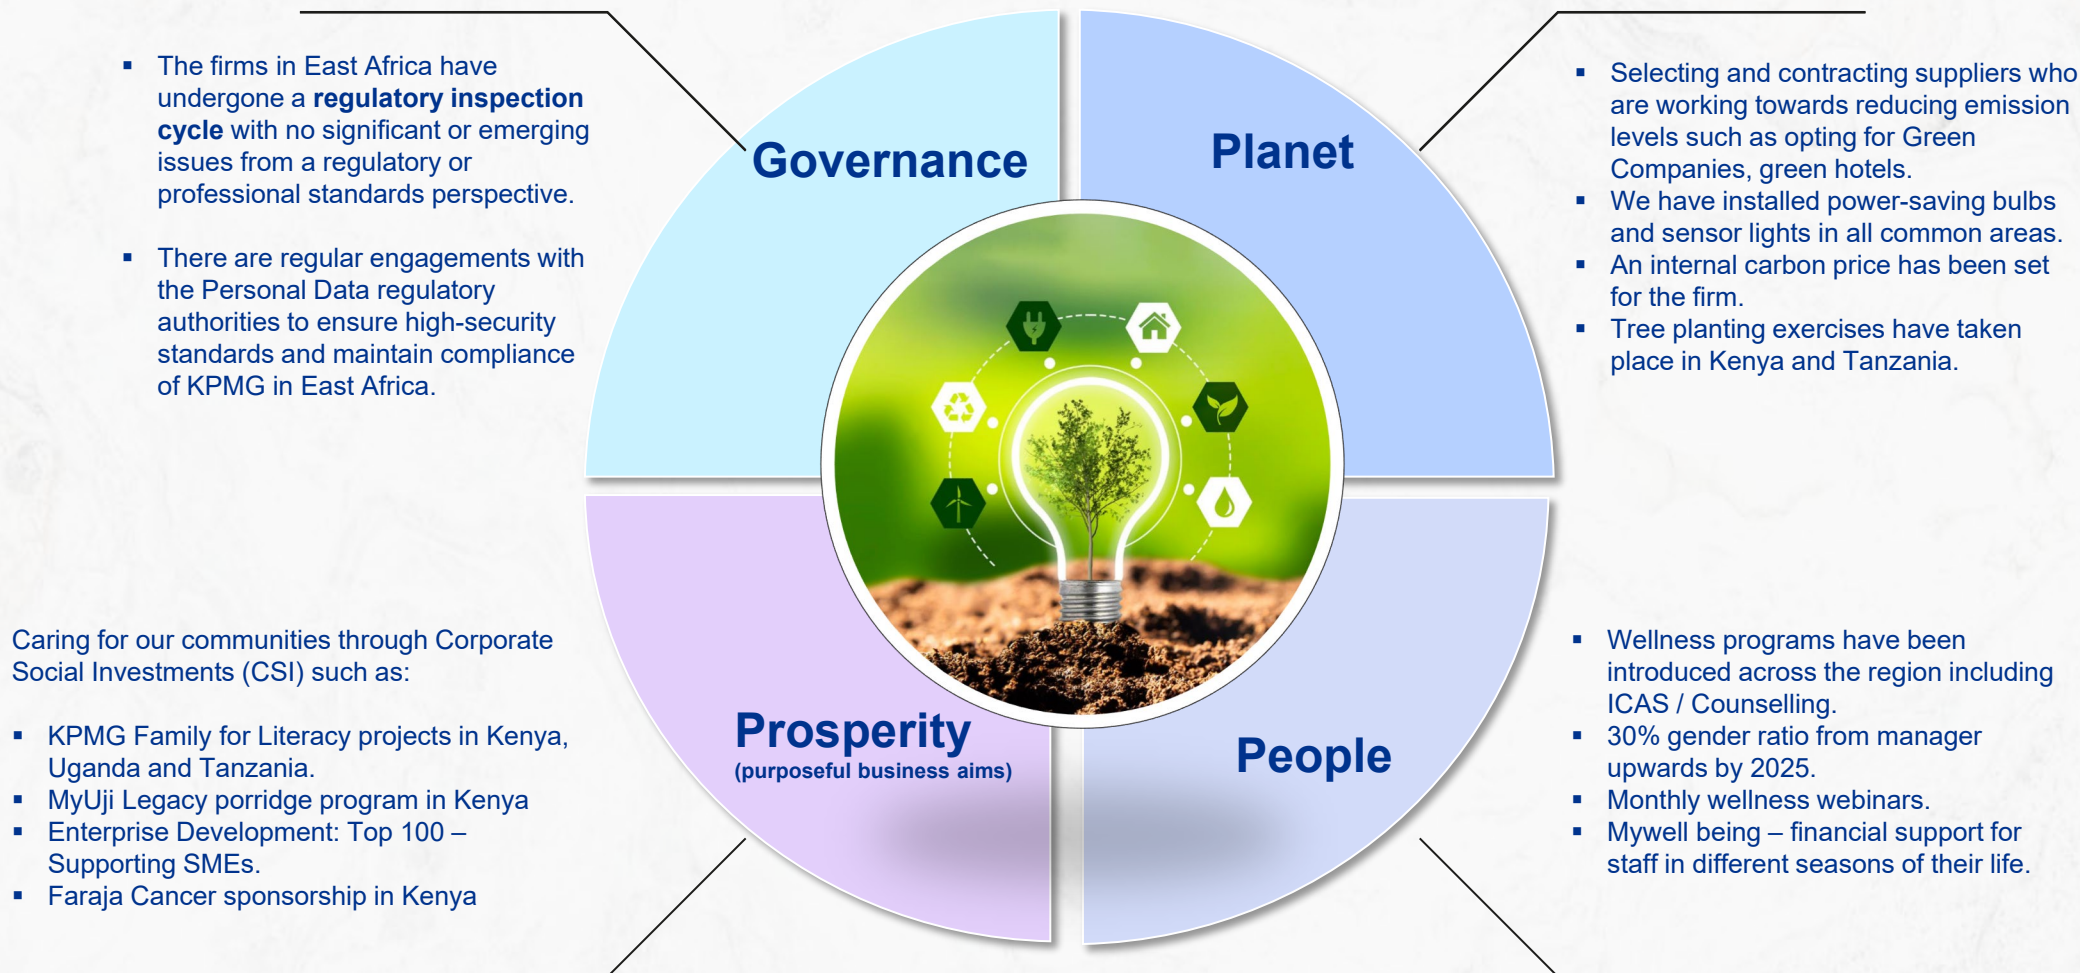 ▪ The firms in East Africa have
undergone a regulatory inspection
cycle with no significant or emerging
issues from a regulatory or
professional standards perspective.
▪ There are regular engagements with
the Personal Data regulatory
authorities to ensure high-security
standards and maintain compliance
of KPMG in East Africa.
Governance
Planet
▪ Selecting and contracting suppliers who
are working towards reducing emission
levels such as opting for Green
Companies, green hotels.
▪ We have installed power-saving bulbs
and sensor lights in all common areas.
▪ An internal carbon price has been set
for the firm.
▪ Tree planting exercises have taken
place in Kenya and Tanzania.
Caring for our communities through Corporate
Social Investments (CSI) such as:
▪ KPMG Family for Literacy projects in Kenya,
Uganda and Tanzania.
▪ MyUji Legacy porridge program in Kenya
▪ Enterprise Development: Top 100 –
Supporting SMEs.
▪ Faraja Cancer sponsorship in Kenya
Prosperity
(purposeful business aims)
People
▪ Wellness programs have been
introduced across the region including
ICAS / Counselling.
▪ 30% gender ratio from manager
upwards by 2025.
▪ Monthly wellness webinars.
▪ Mywell being – financial support for
staff in different seasons of their life.